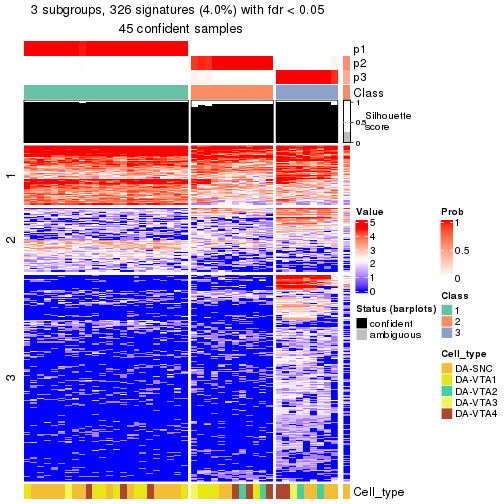 3 subgroups, 326 signatures (4.0%) with fdr < 0.05
45 confident samples
p1
p2
p3
Class
1
0.5
0
Silhouette
score
1
2
3
Cell_type
Value
5
4
3
2
1
0
Status (barplots)
confident
ambiguous
Prob
1
0.5
0
Class
1
2
3
Cell_type
DA-SNC
DA-VTA1
DA-VTA2
DA-VTA3
DA-VTA4